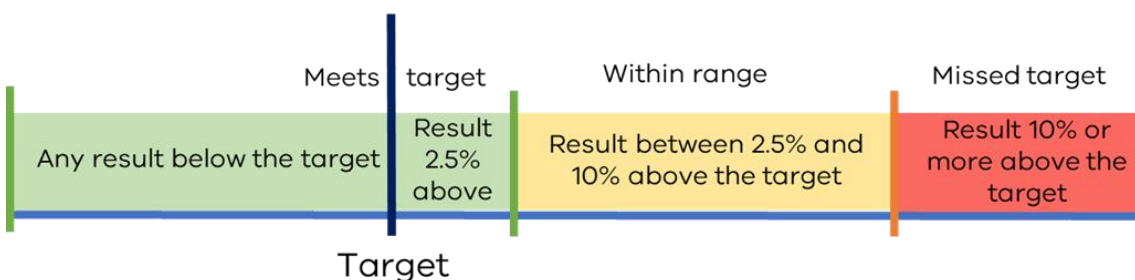 Meets target
Within range
Missed target
Any result below the target
Result
2.5%
above
Result between 2.5% and
10% above the target
Result 10% or
more above the
target
Target